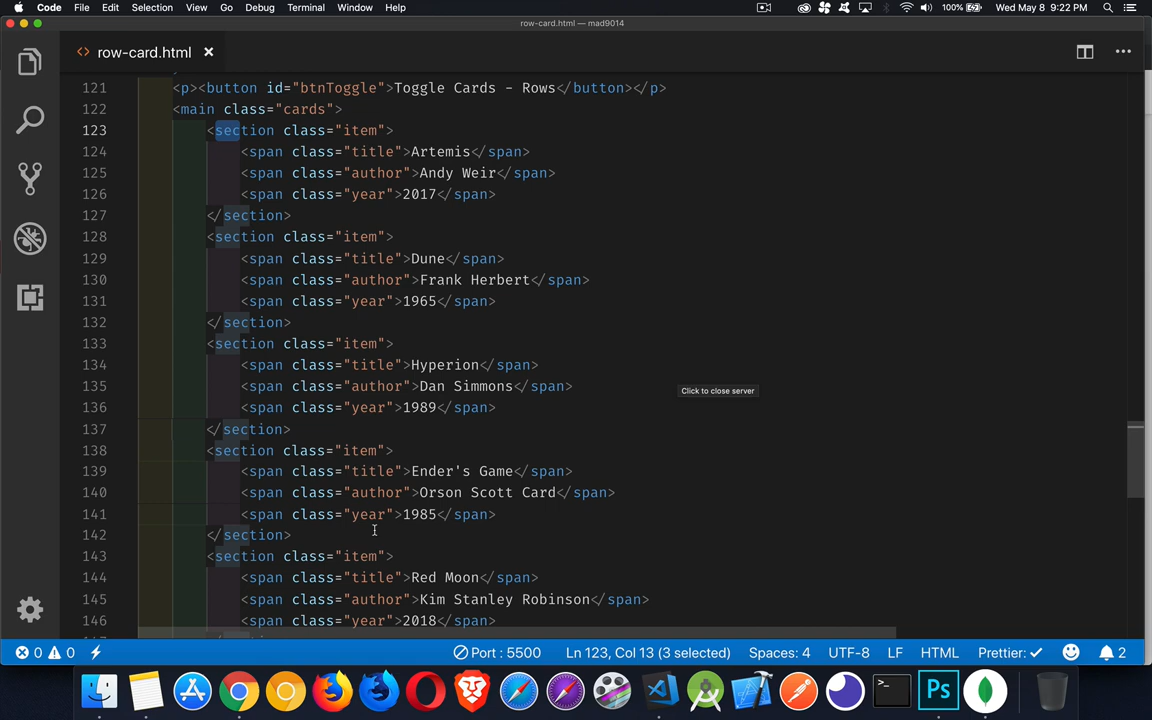 Code File Edit Selection View Go Debug Terminal Window Help 100% Wed May 8 9:22 PM
row-card.html — mad9014
<> row-card.html ×
121 <p><button id="btnToggle">Toggle Cards - Rows</button></p>
122 <main class="cards">
123 <section class="item">
124 <span class="title">Artemis</span>
125 <span class="author">Andy Weir</span>
126 <span class="year">2017</span>
127 </section>
128 <section class="item">
129 <span class="title">Dune</span>
130 <span class="author">Frank Herbert</span>
131 <span class="year">1965</span>
132 </section>
133 <section class="item">
134 <span class="title">Hyperion</span>
135 <span class="author">Dan Simmons</span>
Click to close server
136 <span class="year">1989</span>
137 </section>
138 <section class="item">
139 <span class="title">Ender's Game</span>
140 <span class="author">Orson Scott Card</span>
141 <span class="year">1985</span>
142 </section>
143 <section class="item">
144 <span class="title">Red Moon</span>
145 <span class="author">Kim Stanley Robinson</span>
146 <span class="year">2018</span>
0 0 Port : 5500 Ln 123, Col 13 (3 selected) Spaces: 4 UTF-8 LF HTML Prettier: ✓ 2
>_ Ps